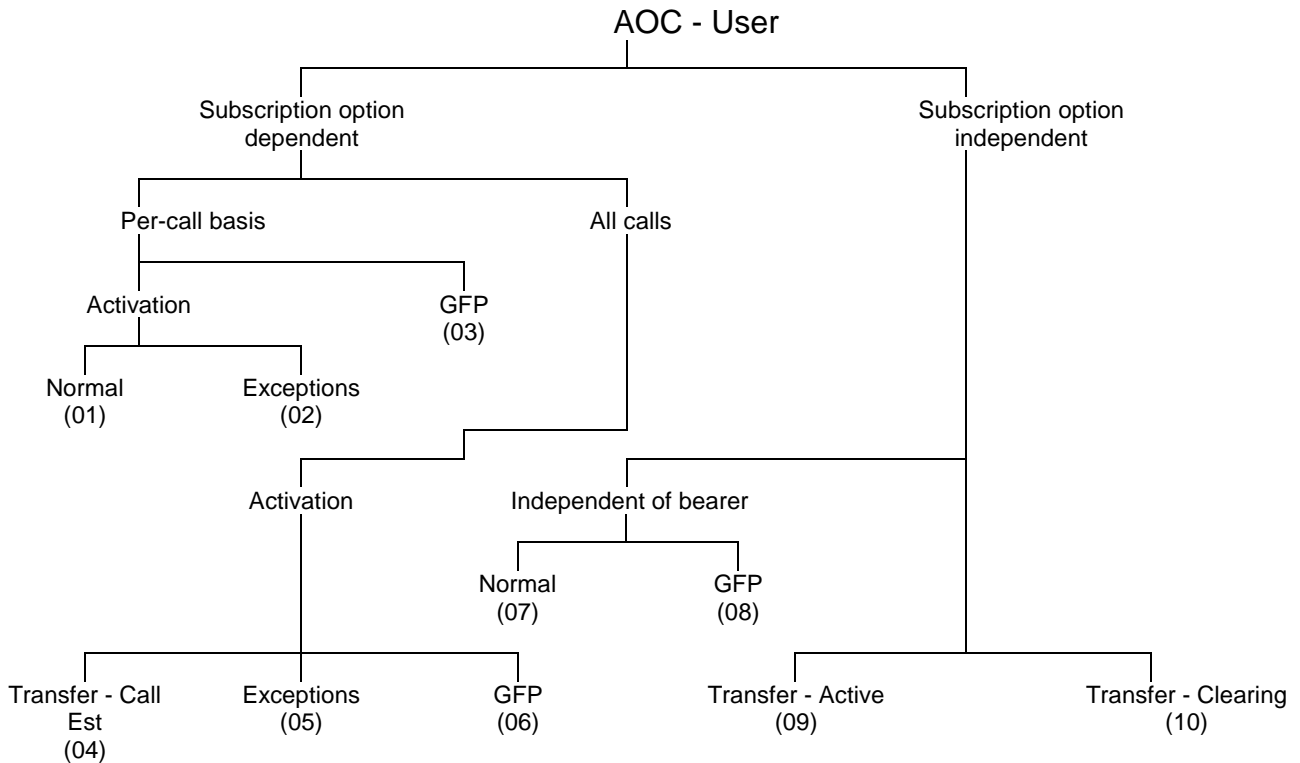 AOC - User
Subscription option
dependent
Subscription option
independent
Per-call basis
All calls
Activation
GFP
(03)
Normal
(01)
Exceptions
(02)
Activation
Independent of bearer
Normal
(07)
GFP
(08)
Transfer - Call
Est
(04)
Exceptions
(05)
GFP
(06)
Transfer - Active
(09)
Transfer - Clearing
(10)